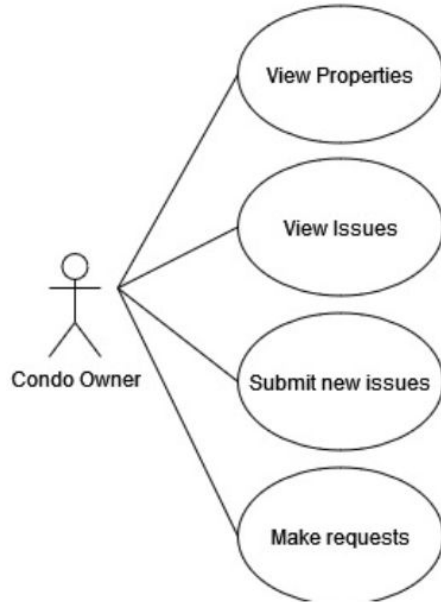 View Properties
View Issues
Condo Owner
Submit new issues
Make requests